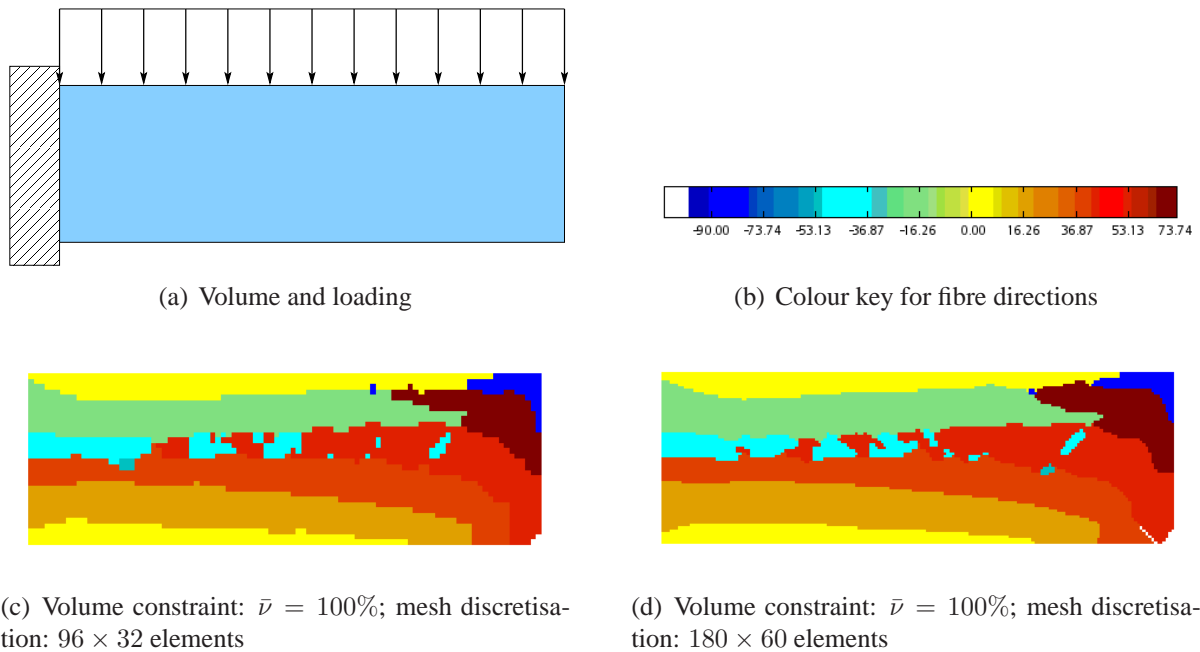 -90.00 -73.74 -53.13 -36.87 -16.26 0.00 16.26 36.87 53.13 73.74
(a) Volume and loading
(b) Colour key for fibre directions
(c) Volume constraint: ν̄ = 100%; mesh discretisa-
tion: 96 × 32 elements
(d) Volume constraint: ν̄ = 100%; mesh discretisa-
tion: 180 × 60 elements